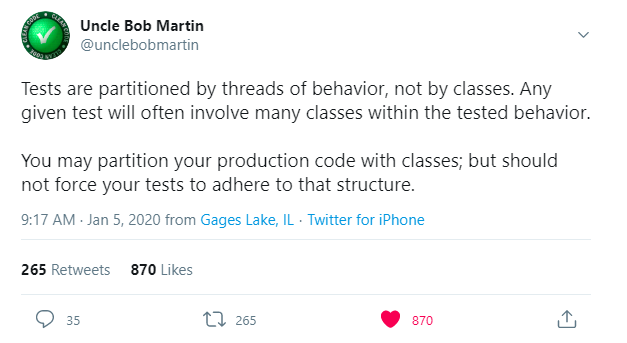 Uncle Bob Martin
@unclebobmartin
Tests are partitioned by threads of behavior, not by classes. Any
given test will often involve many classes within the tested behavior.
You may partition your production code with classes; but should
not force your tests to adhere to that structure.
9:17 AM · Jan 5, 2020 from Gages Lake, IL · Twitter for iPhone
265 Retweets 870 Likes
35 265 870